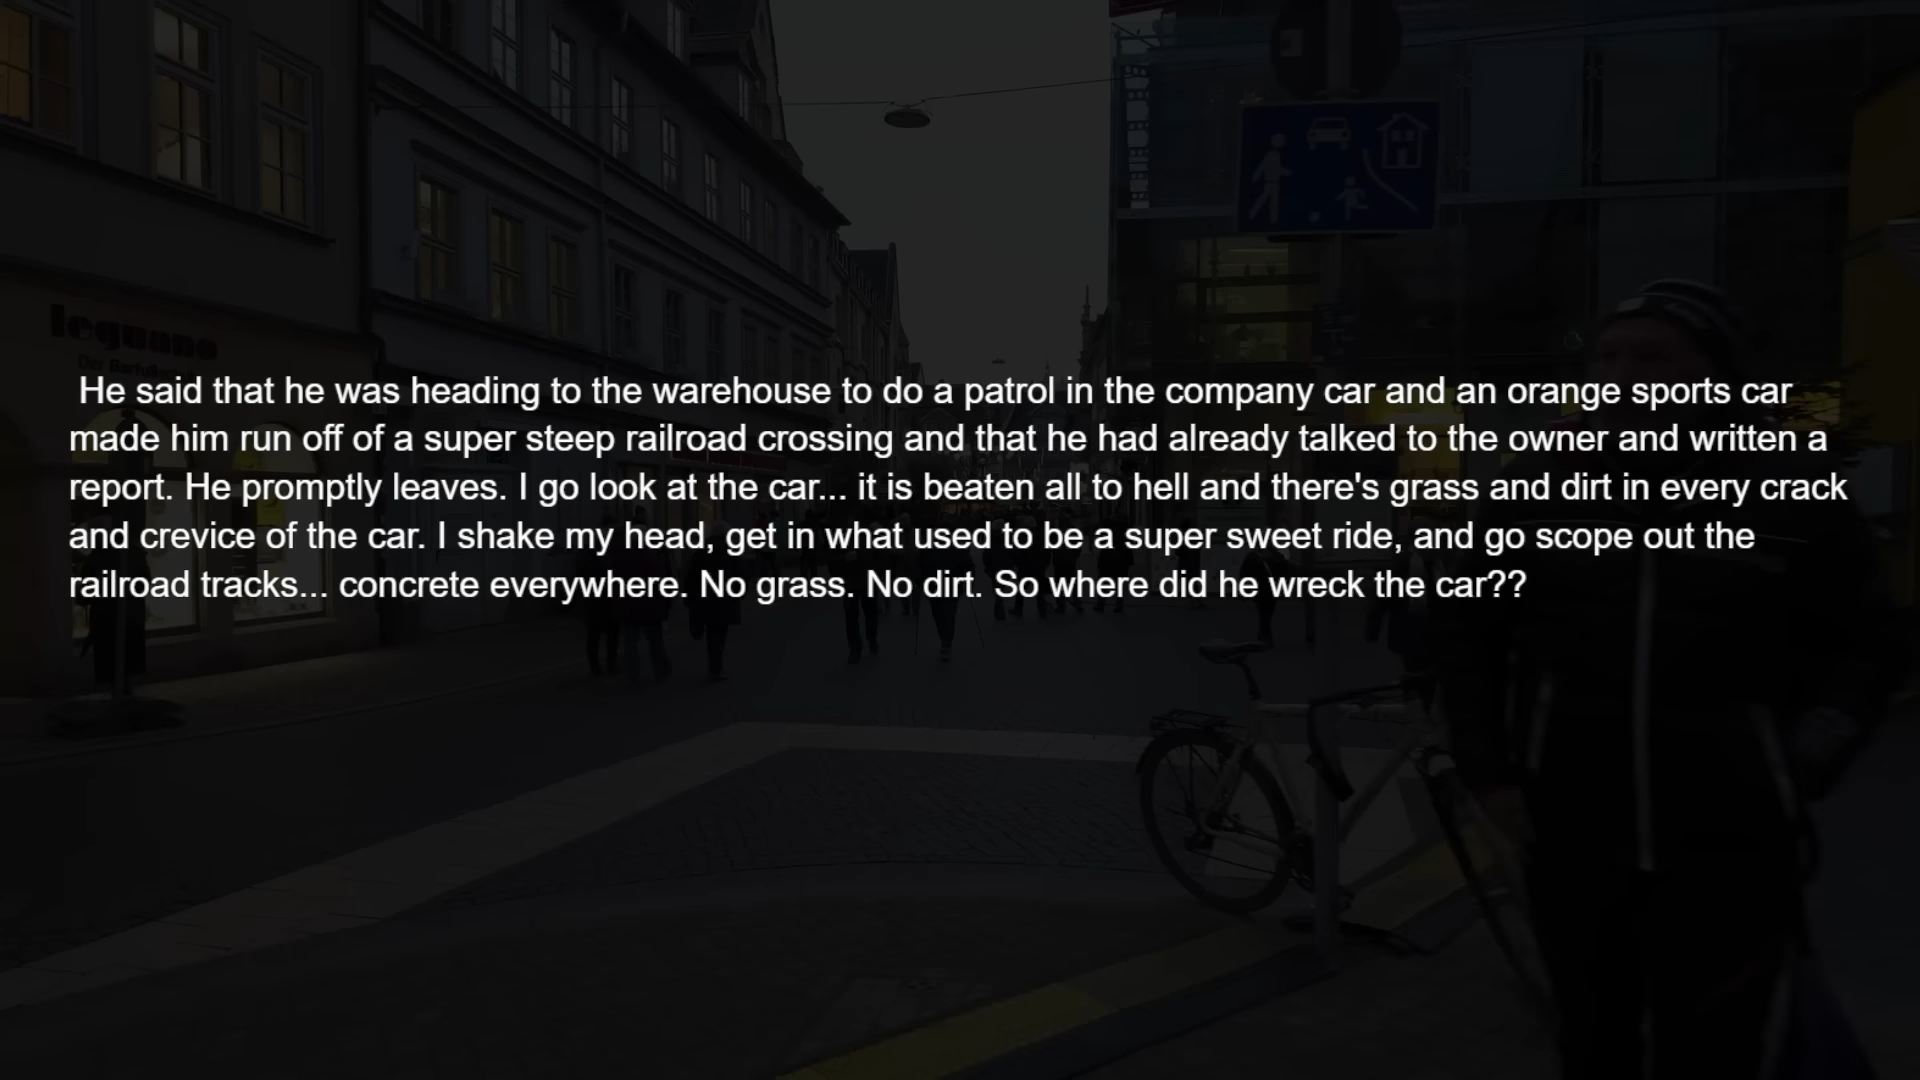 leguano
Der Barfußschuh
He said that he was heading to the warehouse to do a patrol in the company car and an orange sports car
made him run off of a super steep railroad crossing and that he had already talked to the owner and written a
report. He promptly leaves. I go look at the car... it is beaten all to hell and there's grass and dirt in every crack
and crevice of the car. I shake my head, get in what used to be a super sweet ride, and go scope out the
railroad tracks... concrete everywhere. No grass. No dirt. So where did he wreck the car??